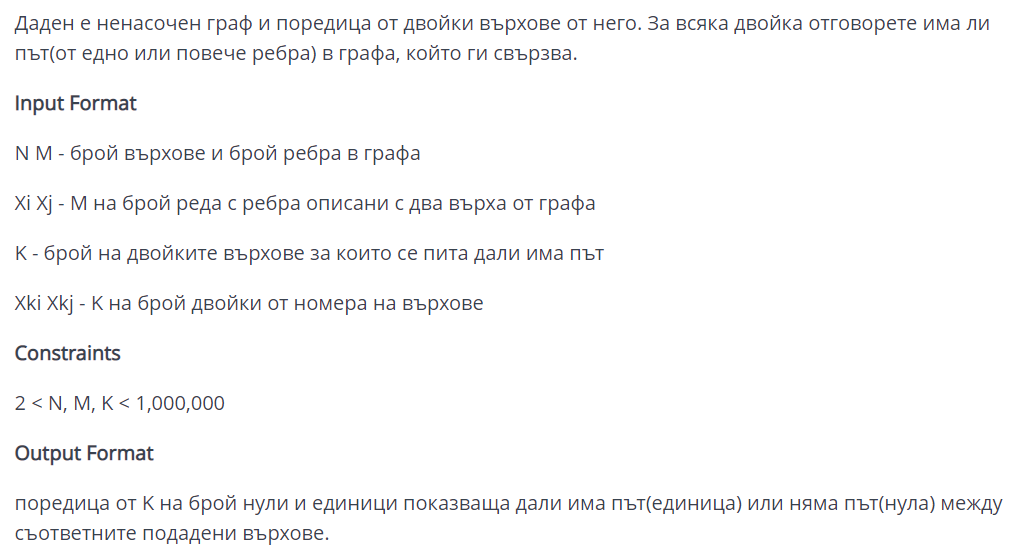 Даден е ненасочен граф и поредица от двойки върхове от него. За всяка двойка отговорете има ли
път(от едно или повече ребра) в графа, който ги свързва.
Input Format
N M - брой върхове и брой ребра в графа
Xi Xj - M на брой реда с ребра описани с два върха от графа
K - брой на двойките върхове за които се пита дали има път
Xki Xkj - K на брой двойки от номера на върхове
Constraints
2 < N, M, K < 1,000,000
Output Format
поредица от K на брой нули и единици показваща дали има път(единица) или няма път(нула) между
съответните подадени върхове.